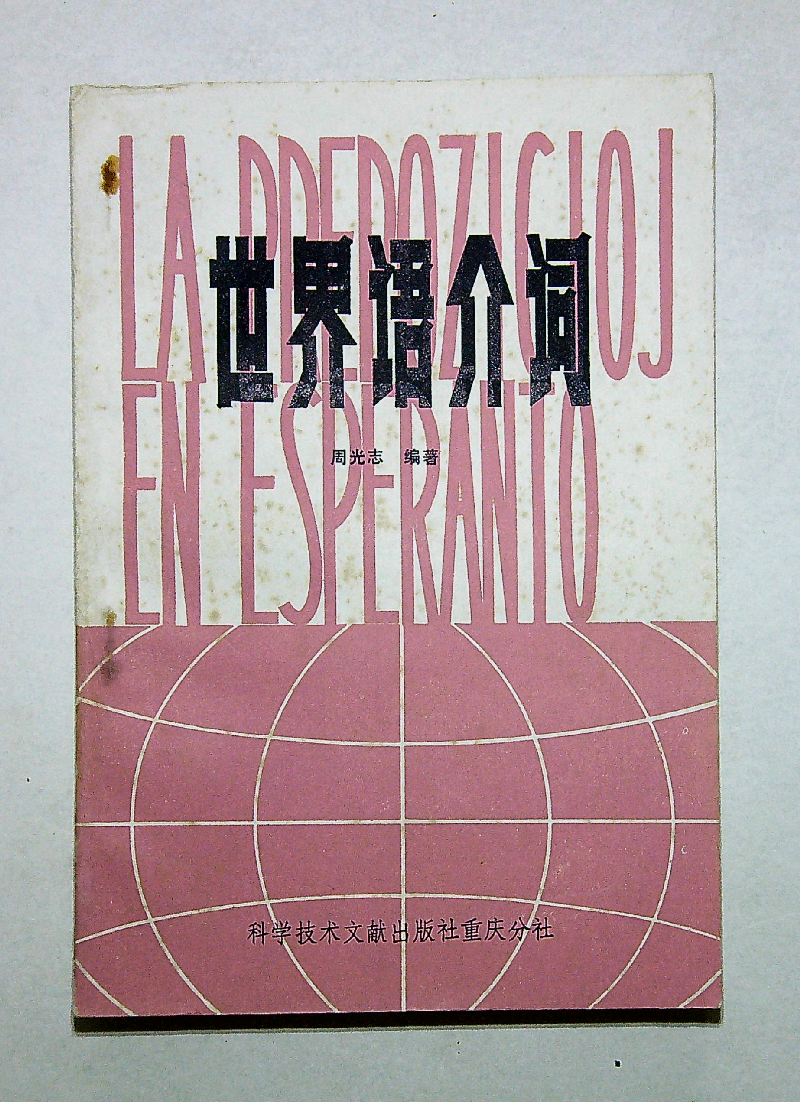 LA PREPOZICIOJ
世界语介词
EN ESPERANTO
周光志 编著
科学技术文献出版社重庆分社